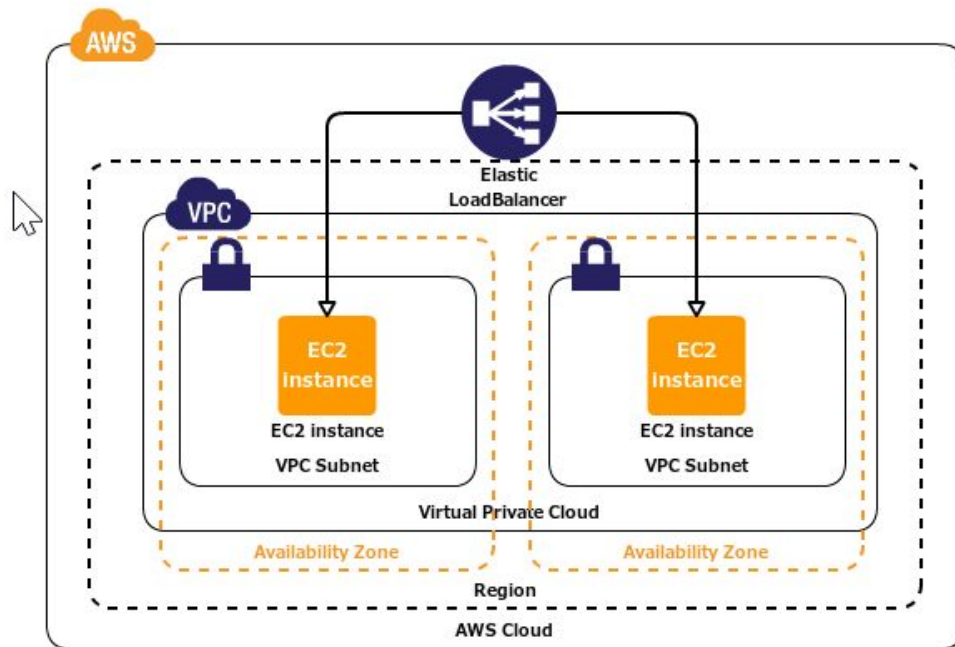 AWS
Elastic
LoadBalancer
VPC
EC2
instance
EC2 instance
VPC Subnet
EC2
instance
EC2 instance
VPC Subnet
Virtual Private Cloud
Availability Zone
Availability Zone
Region
AWS Cloud